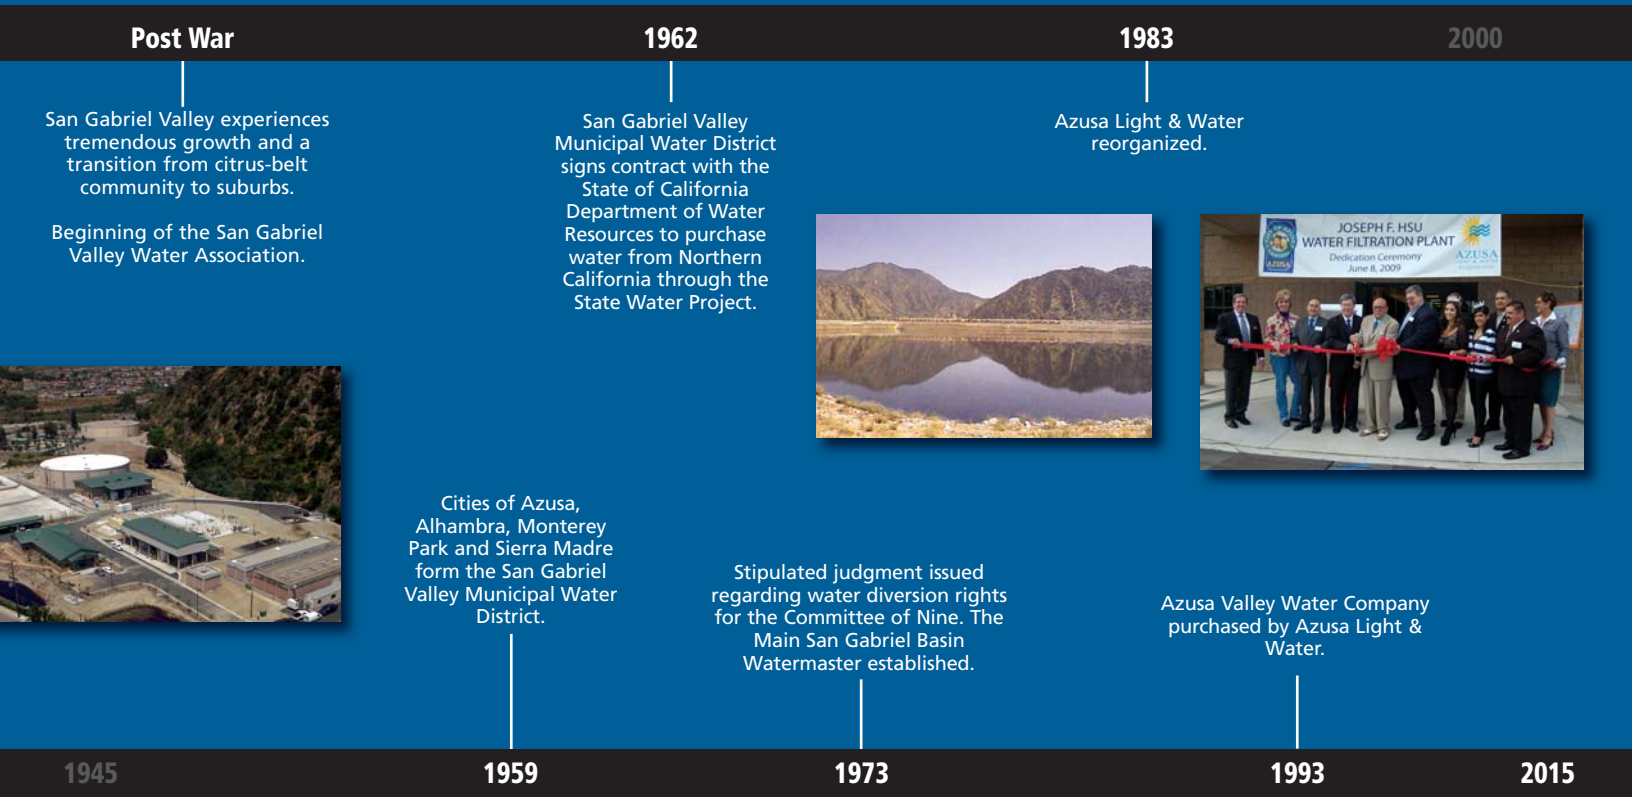 Post War
1962
1983
2000
San Gabriel Valley experiences
tremendous growth and a
transition from citrus-belt
community to suburbs.
Beginning of the San Gabriel
Valley Water Association.
San Gabriel Valley
Municipal Water District
signs contract with the
State of California
Department of Water
Resources to purchase
water from Northern
California through the
State Water Project.
Azusa Light & Water
reorganized.
JOSEPH F. HSU
WATER FILTRATION PLANT
Dedication Ceremony
June 8, 2009
AZUSA
AZUSA
Cities of Azusa,
Alhambra, Monterey
Park and Sierra Madre
form the San Gabriel
Valley Municipal Water
District.
Stipulated judgment issued
regarding water diversion rights
for the Committee of Nine. The
Main San Gabriel Basin
Watermaster established.
Azusa Valley Water Company
purchased by Azusa Light &
Water.
1945
1959
1973
1993
2015